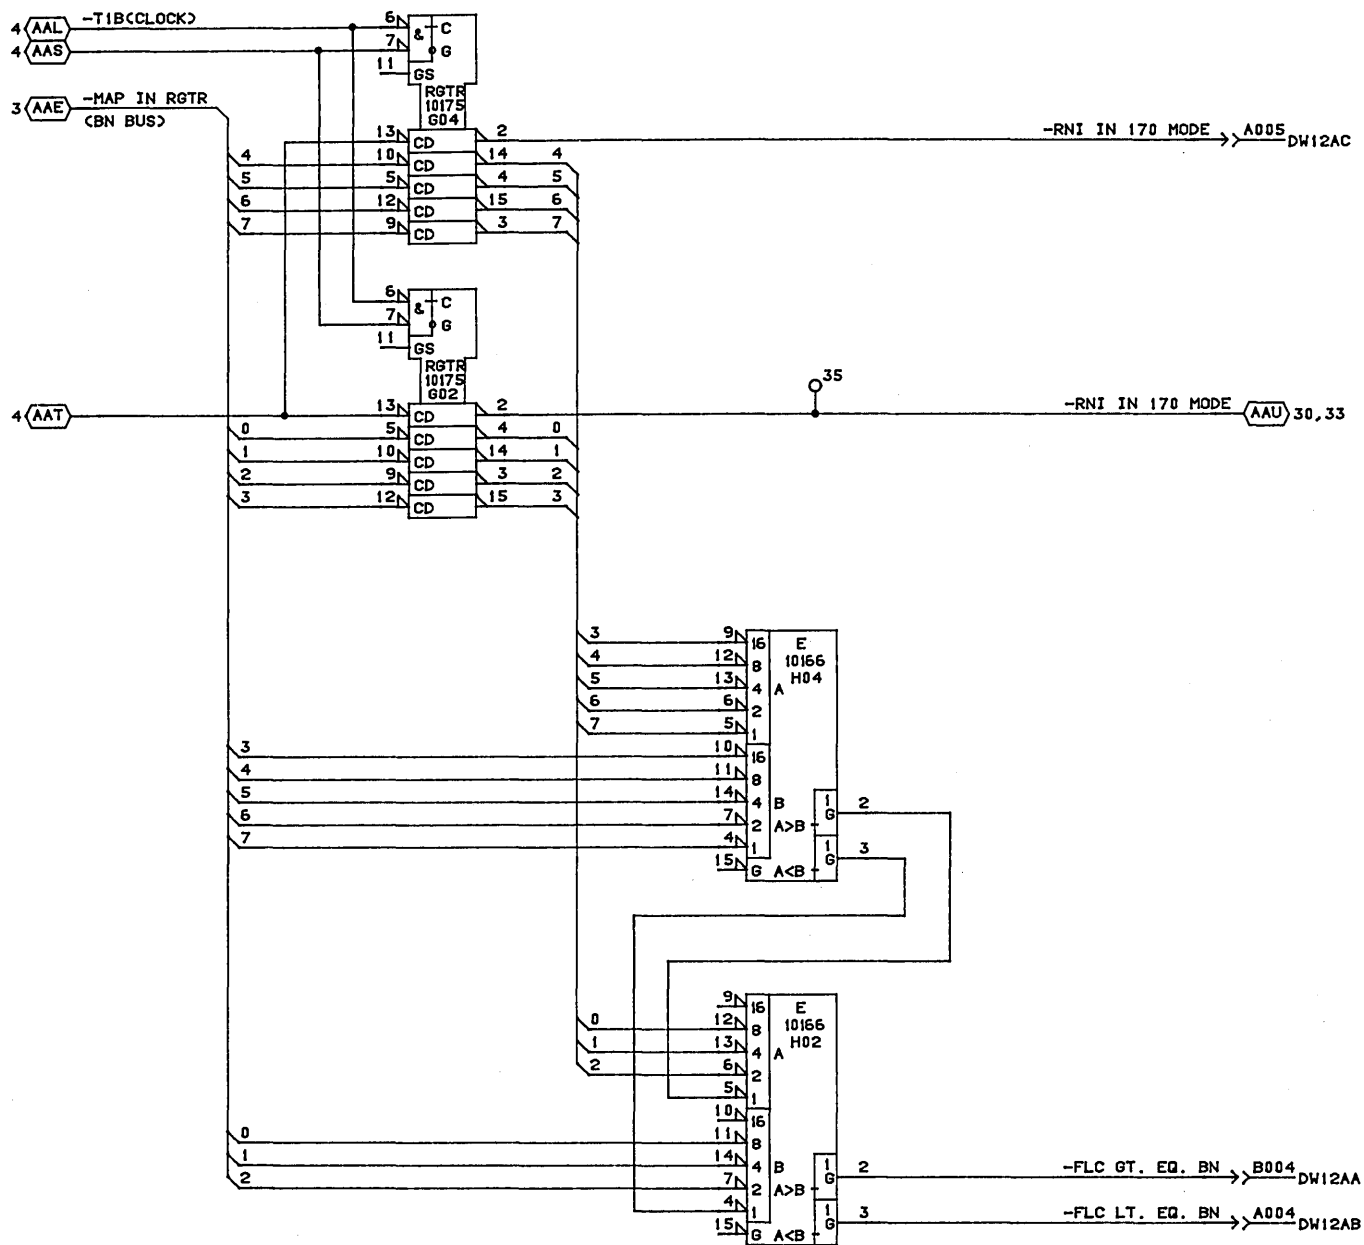 4 AAL -T1B(CLOCK) 6 & C
4 AAS 7 G
11 GS
3 AAE -MAP IN RGTR
(BN BUS)
RGTR
10175
G04
13 CD 2 -RNI IN 170 MODE A005 DW12AC
4 10 CD 14 4
5 5 CD 4 5
6 12 CD 15 6
7 9 CD 3 7
6 & C
7 G
11 GS
RGTR
10175
G02
35
4 AAT 13 CD 2 -RNI IN 170 MODE AAU 30,33
0 5 CD 4 0
1 10 CD 14 1
2 9 CD 3 2
3 12 CD 15 3
3 9 16 E
4 12 8 10166
5 13 4 A H04
6 6 2
7 5 1
3 10 16
4 11 8
5 14 4 B 1 2
6 7 2 A>B G
7 4 1 1 3
15 G A<B G
9 16 E
0 12 8 10166
1 13 4 A H02
2 6 2
5 1
10 16
0 11 8
1 14 4 B 1 2 -FLC GT. EQ. BN B004 DW12AA
2 7 2 A>B G
4 1 1 3 -FLC LT. EQ. BN A004 DW12AB
15 G A<B G